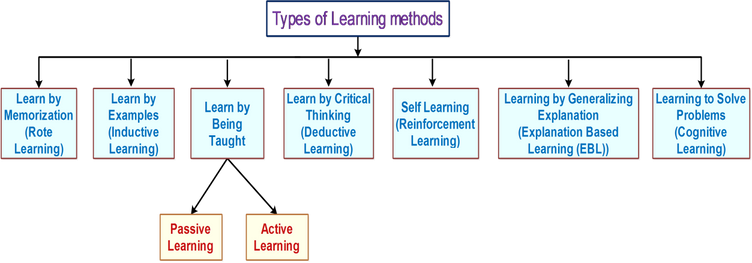 Types of Learning methods
Learn by
Memorization
(Rote
Learning)
Learn by
Examples
(Inductive
Learning)
Learn by
Being
Taught
Learn by Critical
Thinking
(Deductive
Learning)
Self Learning
(Reinforcement
Learning)
Learning by Generalizing
Explanation
(Explanation Based
Learning (EBL))
Learning to Solve
Problems
(Cognitive
Learning)
Passive
Learning
Active
Learning